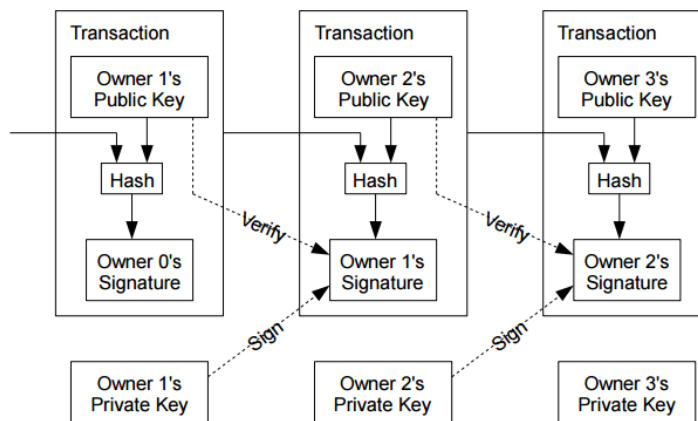 Transaction
Owner 1's
Public Key
Hash
Owner 0's
Signature
Verify
Transaction
Owner 2's
Public Key
Hash
Owner 1's
Signature
Verify
Transaction
Owner 3's
Public Key
Hash
Owner 2's
Signature
Sign
Sign
Owner 1's
Private Key
Owner 2's
Private Key
Owner 3's
Private Key